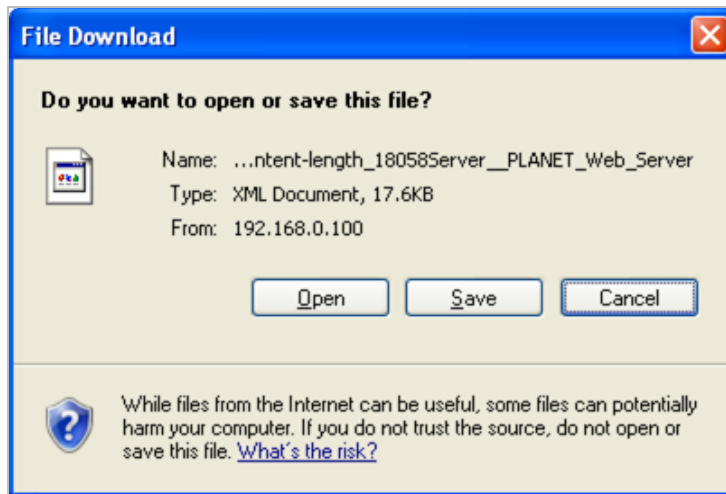 File Download
Do you want to open or save this file?
Name: ...ntent-length_18058Server__PLANET_Web_Server
Type: XML Document, 17.6KB
From: 192.168.0.100
Open Save Cancel
While files from the Internet can be useful, some files can potentially
harm your computer. If you do not trust the source, do not open or
save this file. What's the risk?